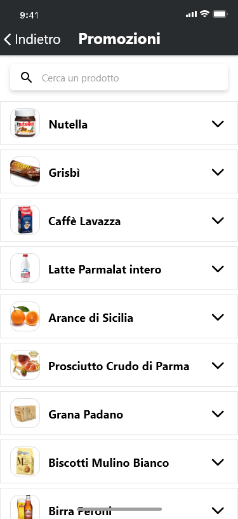 9:41
Indietro
Promozioni
Cerca un prodotto
Nutella
Grisbì
Caffè Lavazza
Latte Parmalat intero
Arance di Sicilia
Prosciutto Crudo di Parma
Grana Padano
Biscotti Mulino Bianco
Birra Peroni